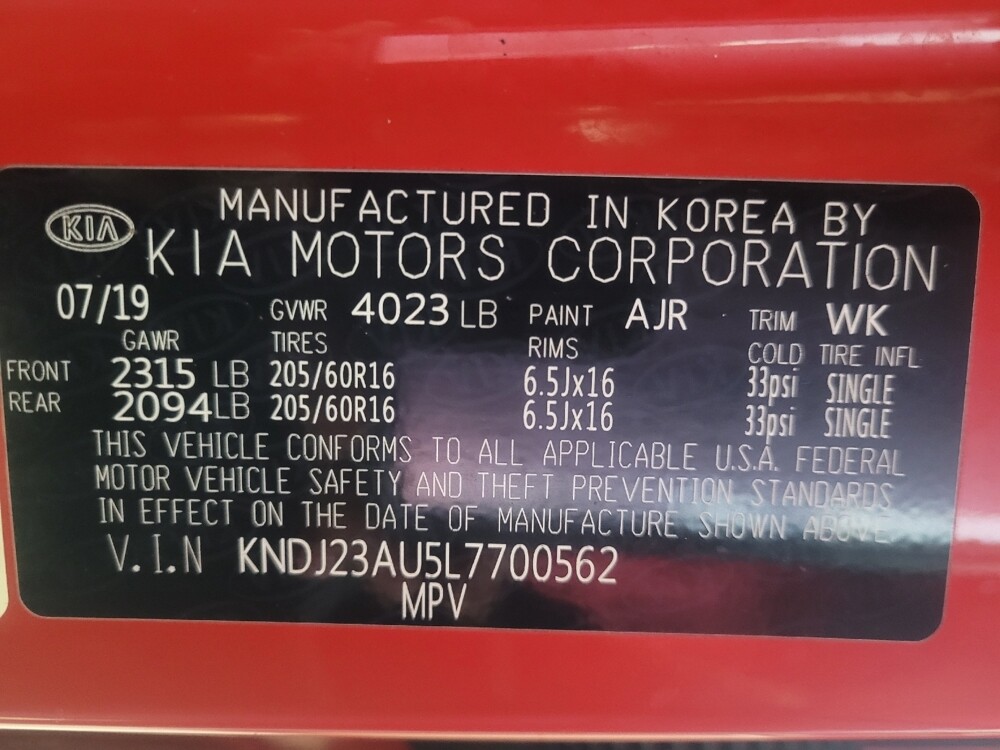 KIA MANUFACTURED IN KOREA BY
KIA MOTORS CORPORATION
07/19 GVWR 4023 LB PAINT AJR TRIM WK
GAWR TIRES RIMS COLD TIRE INFL
FRONT 2315 LB 205/60R16 6.5Jx16 33psi SINGLE
REAR 2094LB 205/60R16 6.5Jx16 33psi SINGLE
THIS VEHICLE CONFORMS TO ALL APPLICABLE U.S.A. FEDERAL
MOTOR VEHICLE SAFETY AND THEFT PREVENTION STANDARDS
IN EFFECT ON THE DATE OF MANUFACTURE SHOWN ABOVE
V.I.N KNDJ23AU5L7700562
MPV